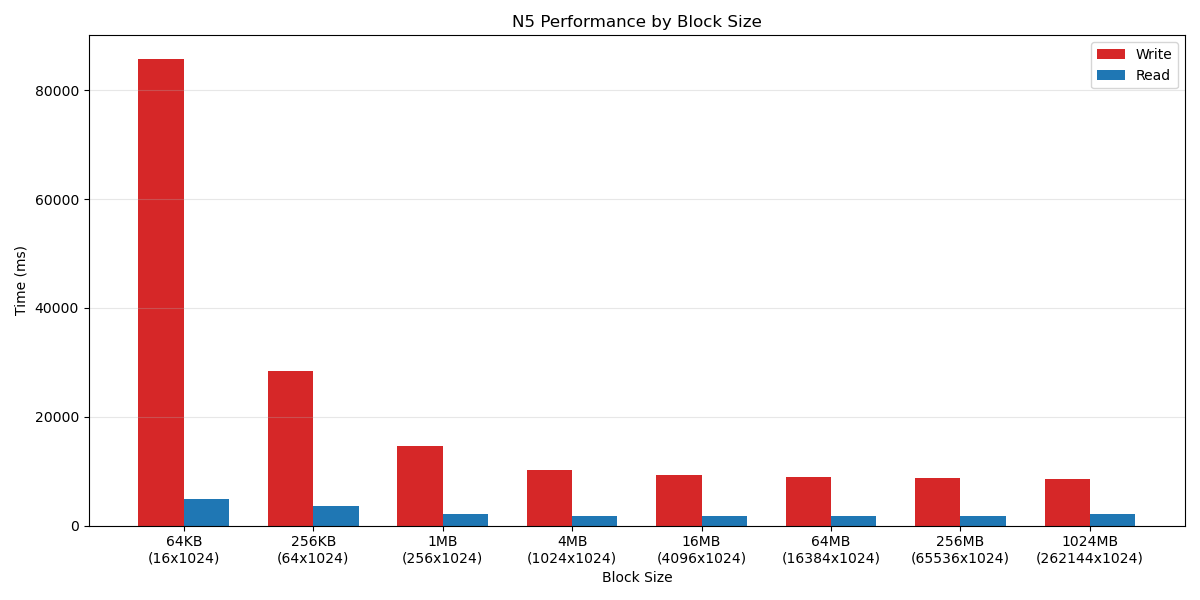 N5 Performance by Block Size
Write
Read
Time (ms)
80000
60000
40000
20000
0
64KB 256KB 1MB 4MB 16MB 64MB 256MB 1024MB
(16x1024) (64x1024) (256x1024) (1024x1024) (4096x1024) (16384x1024) (65536x1024) (262144x1024)
Block Size